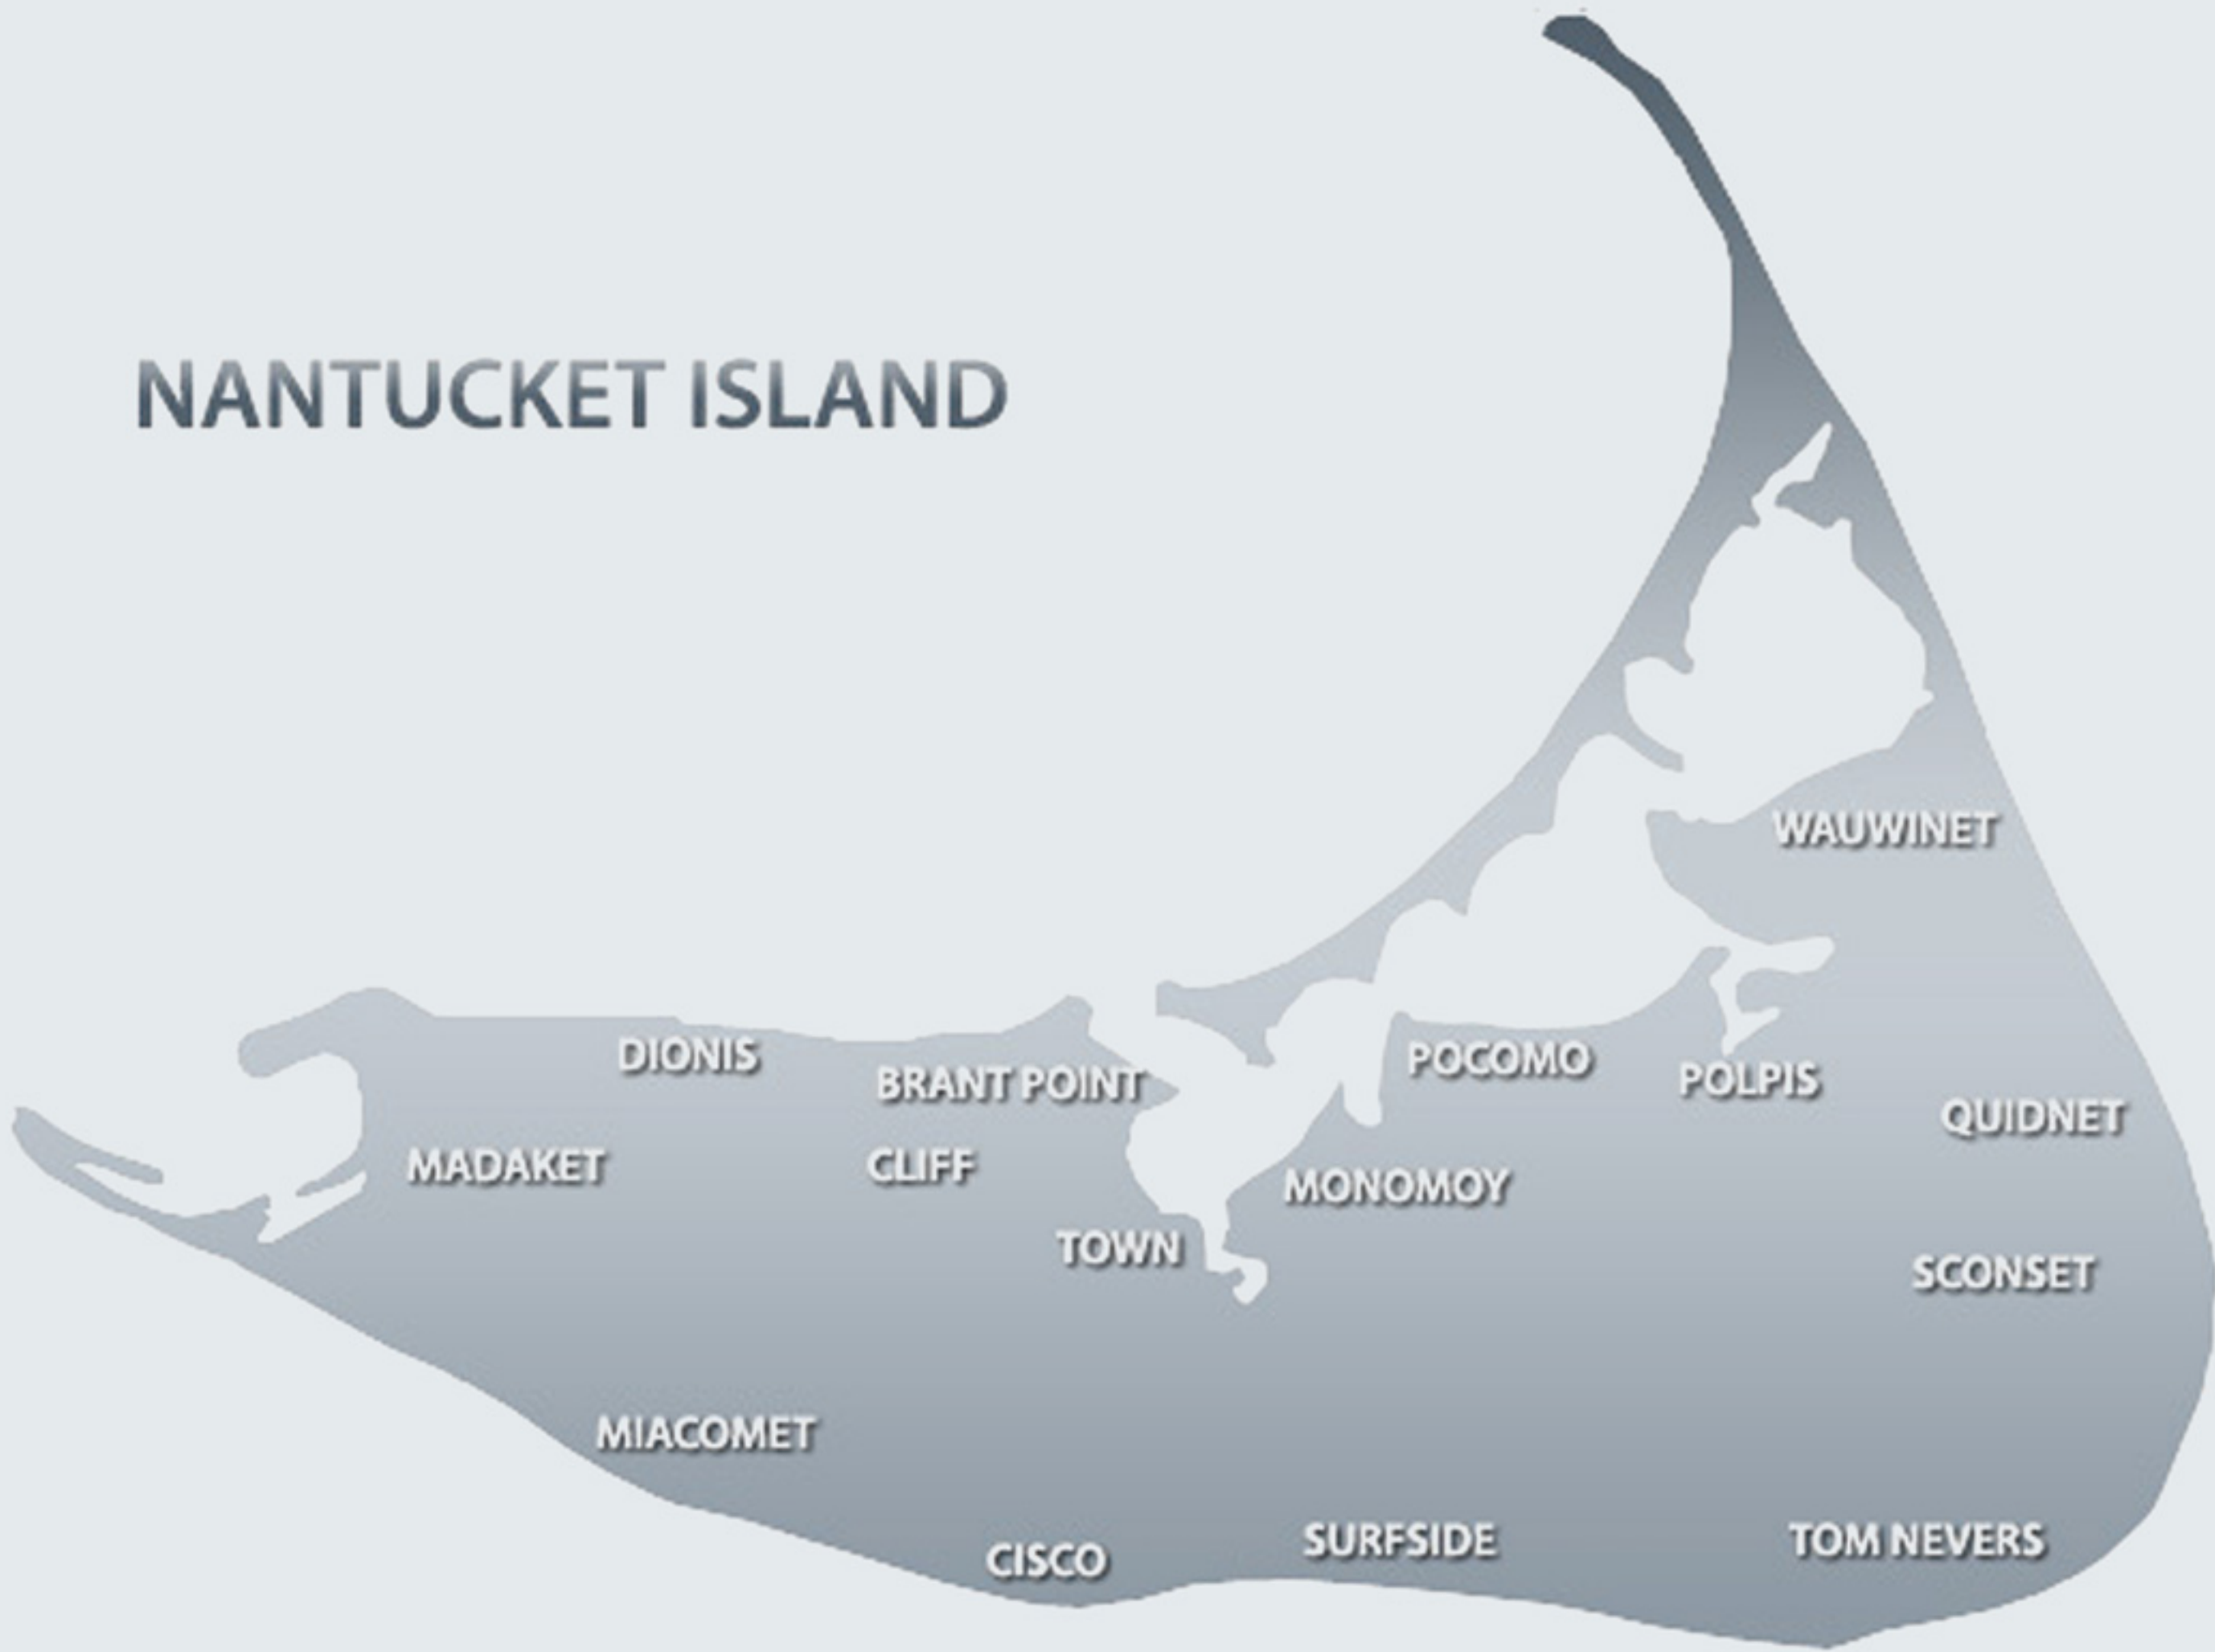 NANTUCKET ISLAND
WAUWINET
DIONIS
BRANT POINT
POCOMO
POLPIS
QUIDNET
MADAKET
CLIFF
MONOMOY
TOWN
SCONSET
MIACOMET
CISCO
SURFSIDE
TOM NEVERS